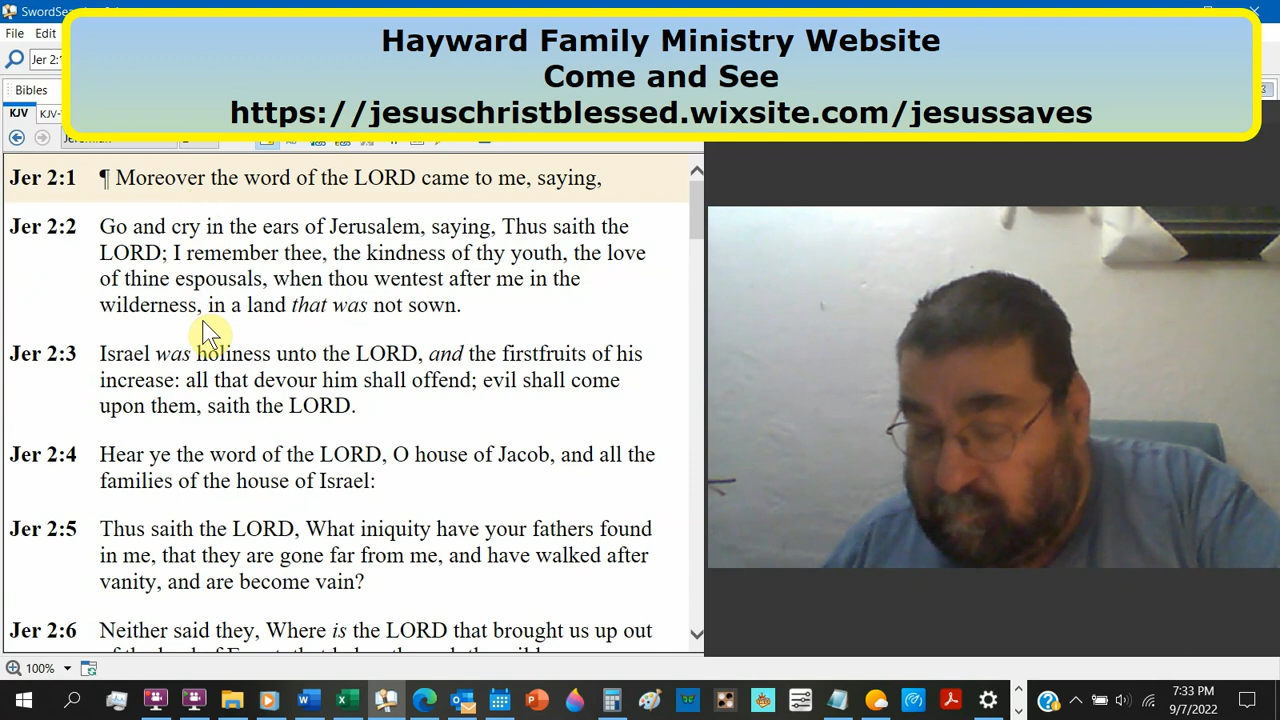 SwordSea
Hayward Family Ministry Website
Come and See
https://jesuschristblessed.wixsite.com/jesussaves
File Edit
Jer 2:
Bibles
KJV KJV-
Jer 2:1 ¶ Moreover the word of the LORD came to me, saying,
Jer 2:2 Go and cry in the ears of Jerusalem, saying, Thus saith the
LORD; I remember thee, the kindness of thy youth, the love
of thine espousals, when thou wentest after me in the
wilderness, in a land that was not sown.
Jer 2:3 Israel was holiness unto the LORD, and the firstfruits of his
increase: all that devour him shall offend; evil shall come
upon them, saith the LORD.
Jer 2:4 Hear ye the word of the LORD, O house of Jacob, and all the
families of the house of Israel:
Jer 2:5 Thus saith the LORD, What iniquity have your fathers found
in me, that they are gone far from me, and have walked after
vanity, and are become vain?
Jer 2:6 Neither said they, Where is the LORD that brought us up out
100%
7:33 PM
9/7/2022